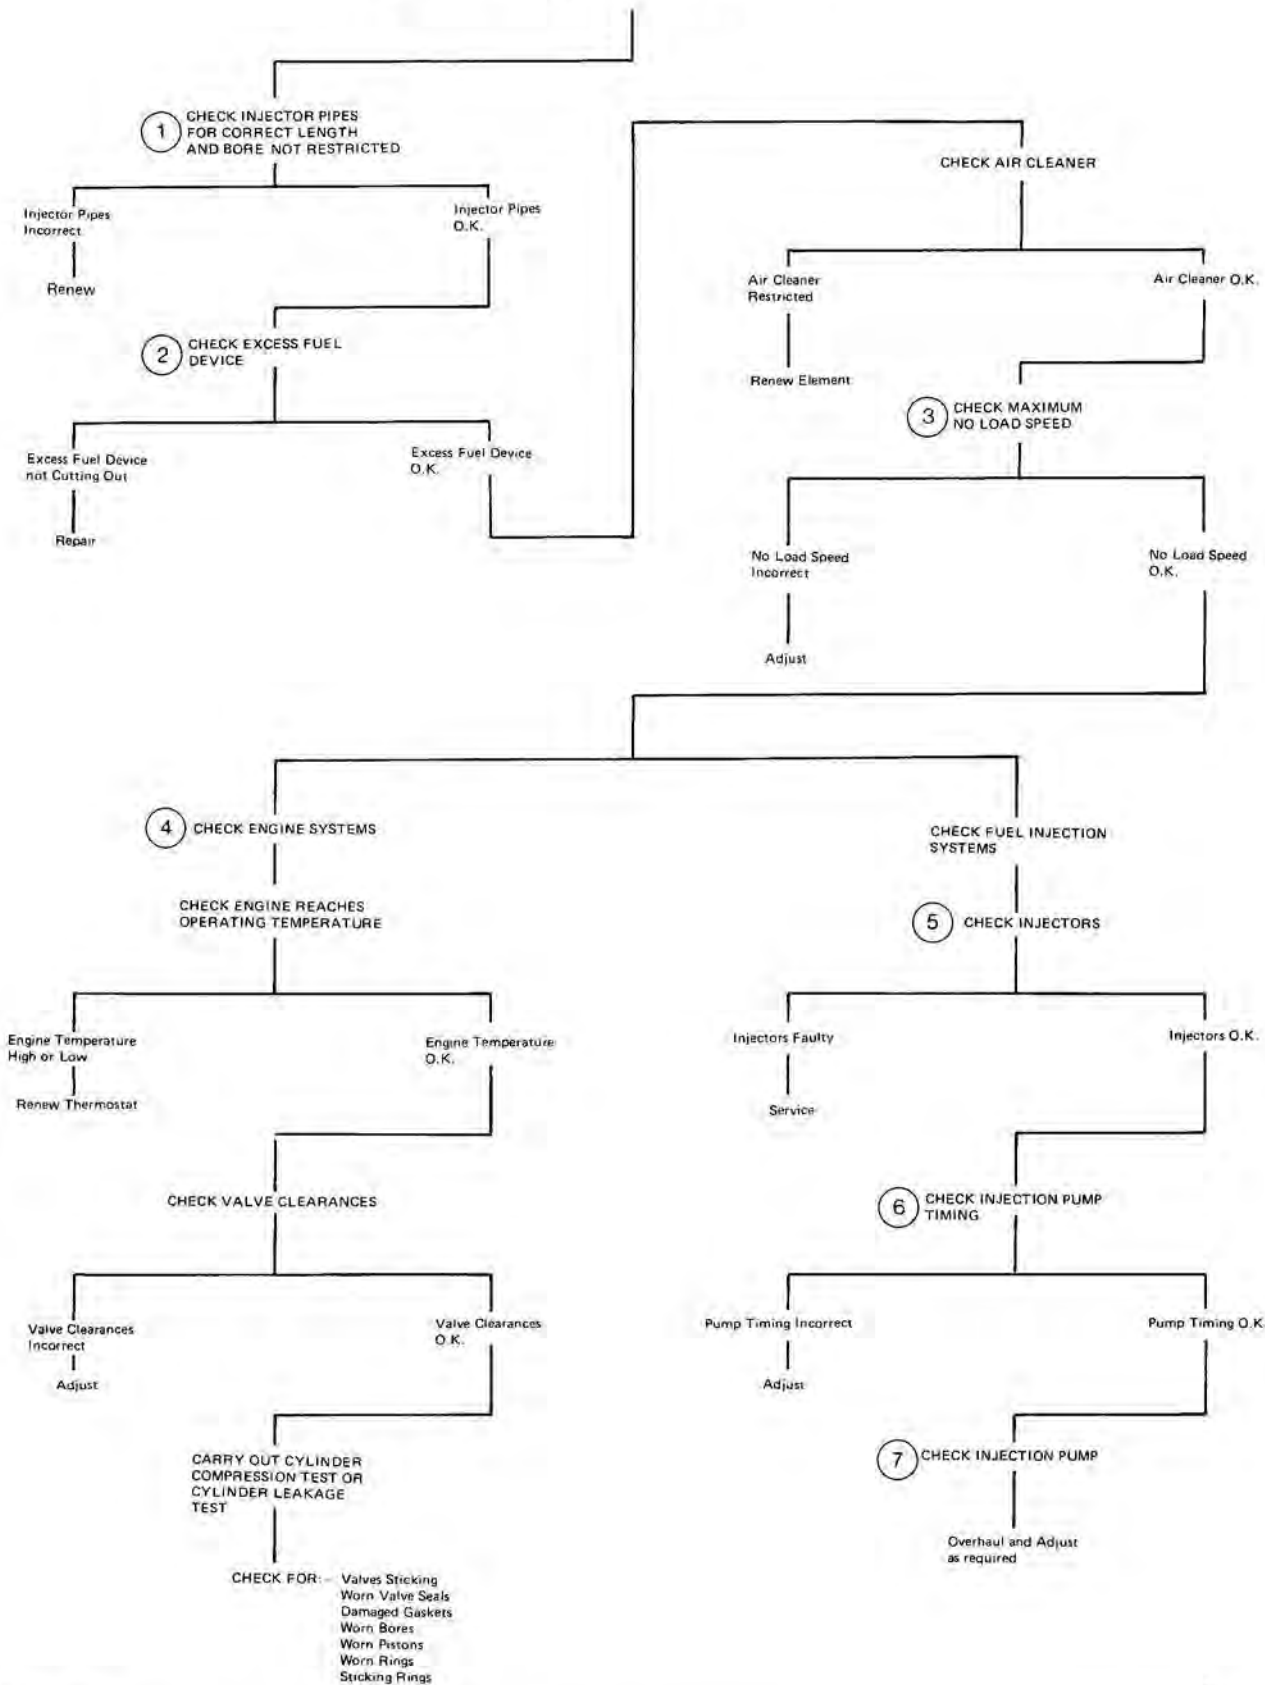 1
CHECK INJECTOR PIPES
FOR CORRECT LENGTH
AND BORE NOT RESTRICTED
Injector Pipes
Incorrect
Injector Pipes
O.K.
Renew
2
CHECK EXCESS FUEL
DEVICE
Excess Fuel Device
not Cutting Out
Excess Fuel Device
O.K.
Repair
CHECK AIR CLEANER
Air Cleaner
Restricted
Air Cleaner O.K.
Renew Element
3
CHECK MAXIMUM
NO LOAD SPEED
No Load Speed
Incorrect
No Load Speed
O.K.
Adjust
4
CHECK ENGINE SYSTEMS
CHECK ENGINE REACHES
OPERATING TEMPERATURE
Engine Temperature
High or Low
Engine Temperature
O.K.
Renew Thermostat
CHECK VALVE CLEARANCES
Valve Clearances
Incorrect
Valve Clearances
O.K.
Adjust
CARRY OUT CYLINDER
COMPRESSION TEST OR
CYLINDER LEAKAGE
TEST
CHECK FOR:- Valves Sticking
Worn Valve Seals
Damaged Gaskets
Worn Bores
Worn Pistons
Worn Rings
Sticking Rings
CHECK FUEL INJECTION
SYSTEMS
5
CHECK INJECTORS
Injectors Faulty
Injectors O.K.
Service
6
CHECK INJECTION PUMP
TIMING
Pump Timing Incorrect
Pump Timing O.K.
Adjust
7
CHECK INJECTION PUMP
Overhaul and Adjust
as required